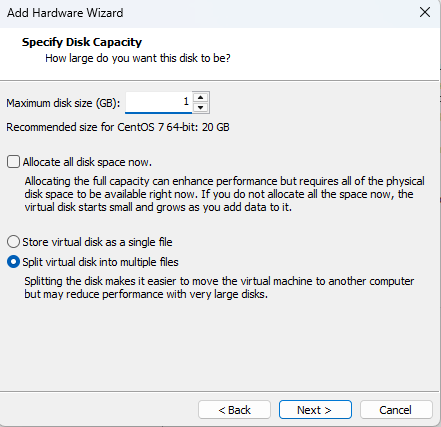 Add Hardware Wizard
Specify Disk Capacity
How large do you want this disk to be?
Maximum disk size (GB): 1
Recommended size for CentOS 7 64-bit: 20 GB
Allocate all disk space now.
Allocating the full capacity can enhance performance but requires all of the physical
disk space to be available right now. If you do not allocate all the space now, the
virtual disk starts small and grows as you add data to it.
Store virtual disk as a single file
Split virtual disk into multiple files
Splitting the disk makes it easier to move the virtual machine to another computer
but may reduce performance with very large disks.
< Back Next > Cancel